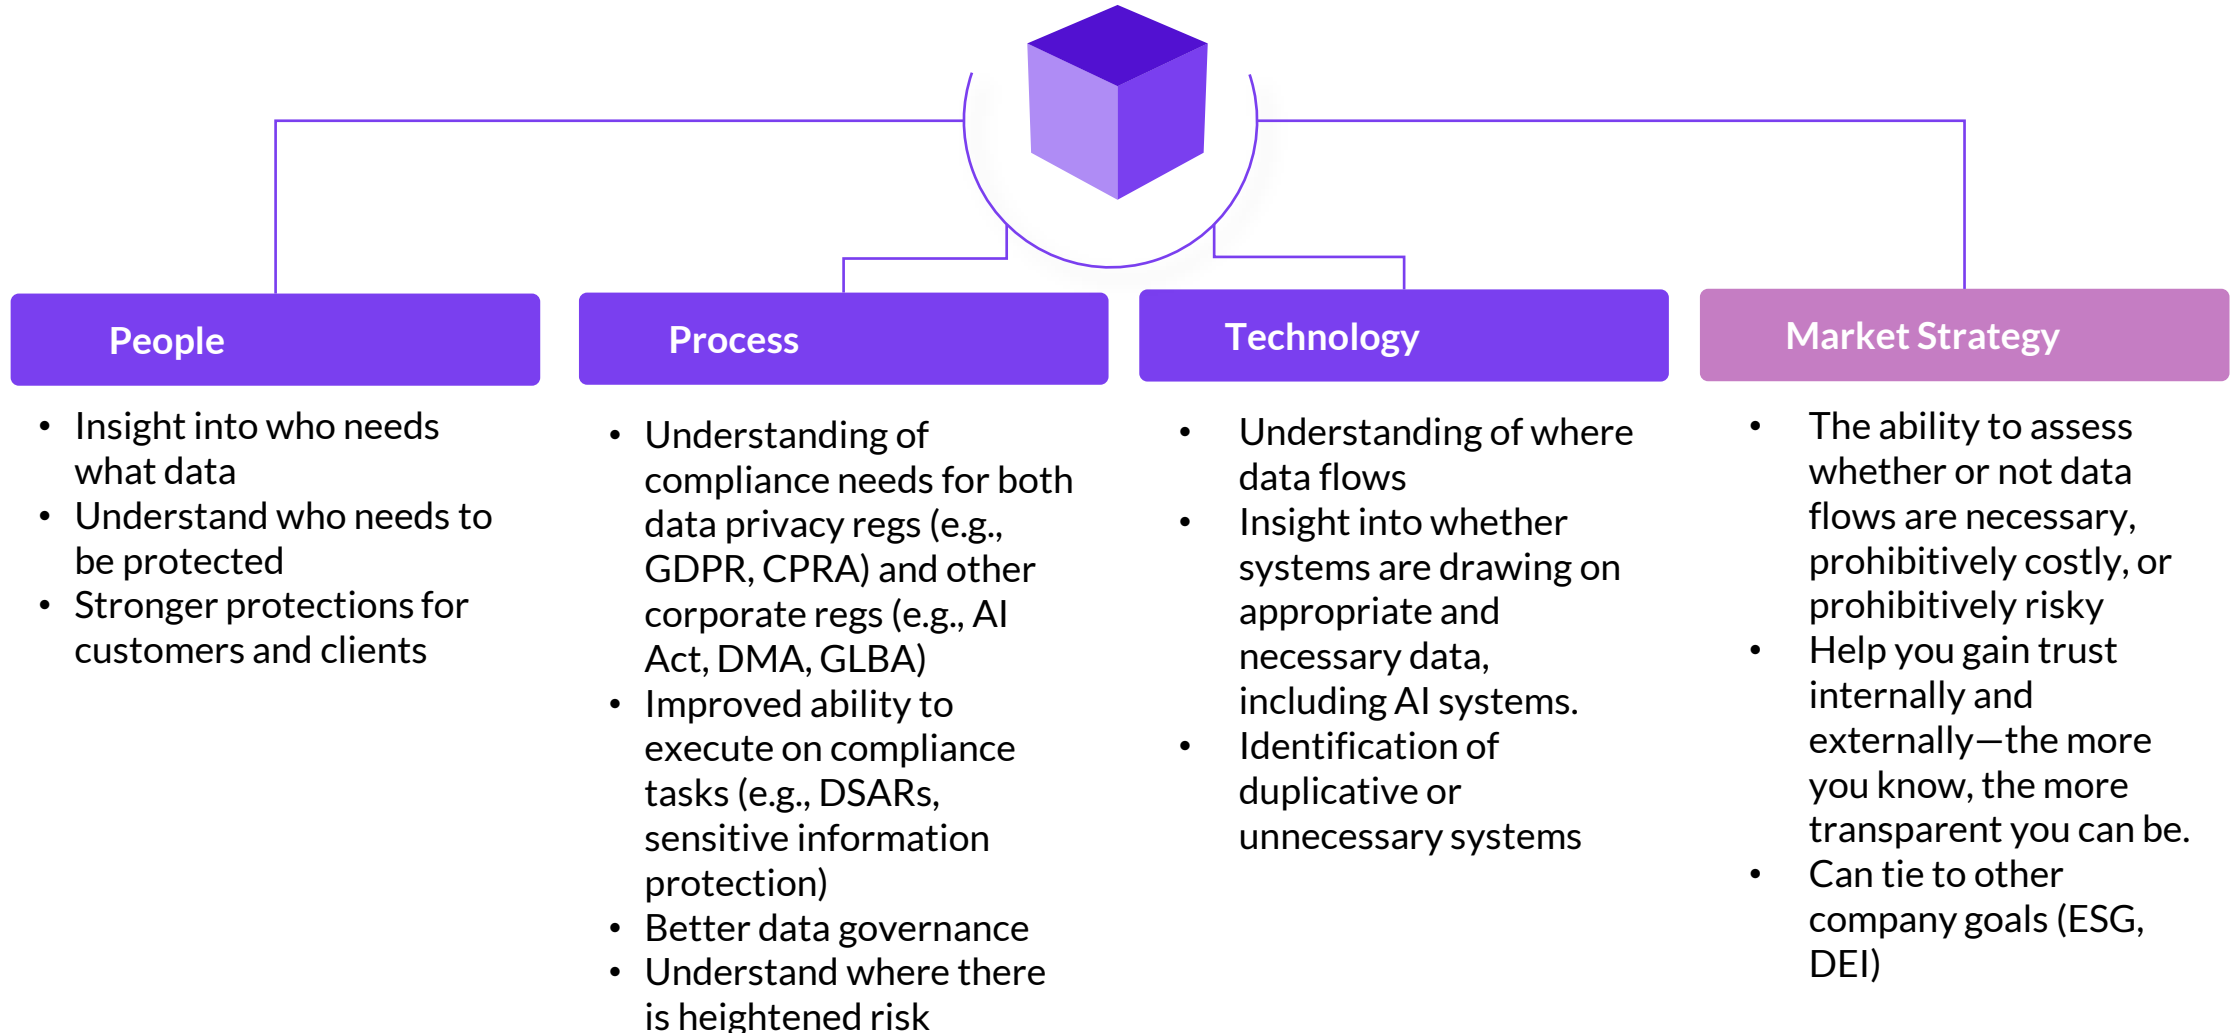 People
• Insight into who needs
what data
• Understand who needs to
be protected
• Stronger protections for
customers and clients
Process
• Understanding of
compliance needs for both
data privacy regs (e.g.,
GDPR, CPRA) and other
corporate regs (e.g., AI
Act, DMA, GLBA)
• Improved ability to
execute on compliance
tasks (e.g., DSARs,
sensitive information
protection)
• Better data governance
• Understand where there
is heightened risk
Technology
• Understanding of where
data flows
• Insight into whether
systems are drawing on
appropriate and
necessary data,
including AI systems.
• Identification of
duplicative or
unnecessary systems
Market Strategy
• The ability to assess
whether or not data
flows are necessary,
prohibitively costly, or
prohibitively risky
• Help you gain trust
internally and
externally—the more
you know, the more
transparent you can be.
• Can tie to other
company goals (ESG,
DEI)